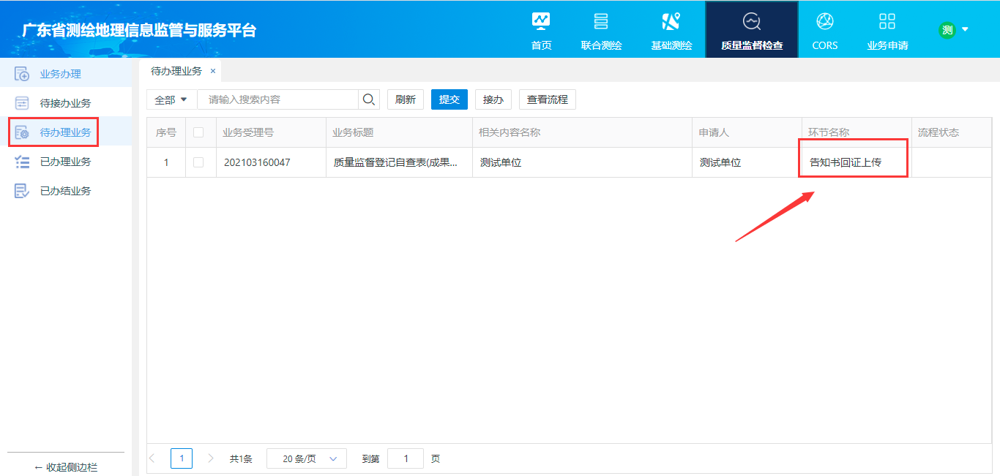 广东省测绘地理信息监管与服务平台
首页
联合测绘
基础测绘
质量监督检查
CORS
业务申请
测
业务办理
待接办业务
待办理业务
已办理业务
已办结业务
← 收起侧边栏
待办理业务 ×
全部
请输入搜索内容
刷新
提交
接办
查看流程
序号 业务受理号 业务标题 相关内容名称 申请人 环节名称 流程状态
1 202103160047 质量监督登记自查表(成果... 测试单位 测试单位 告知书回证上传
1 共1条 20 条/页 到第 1 页